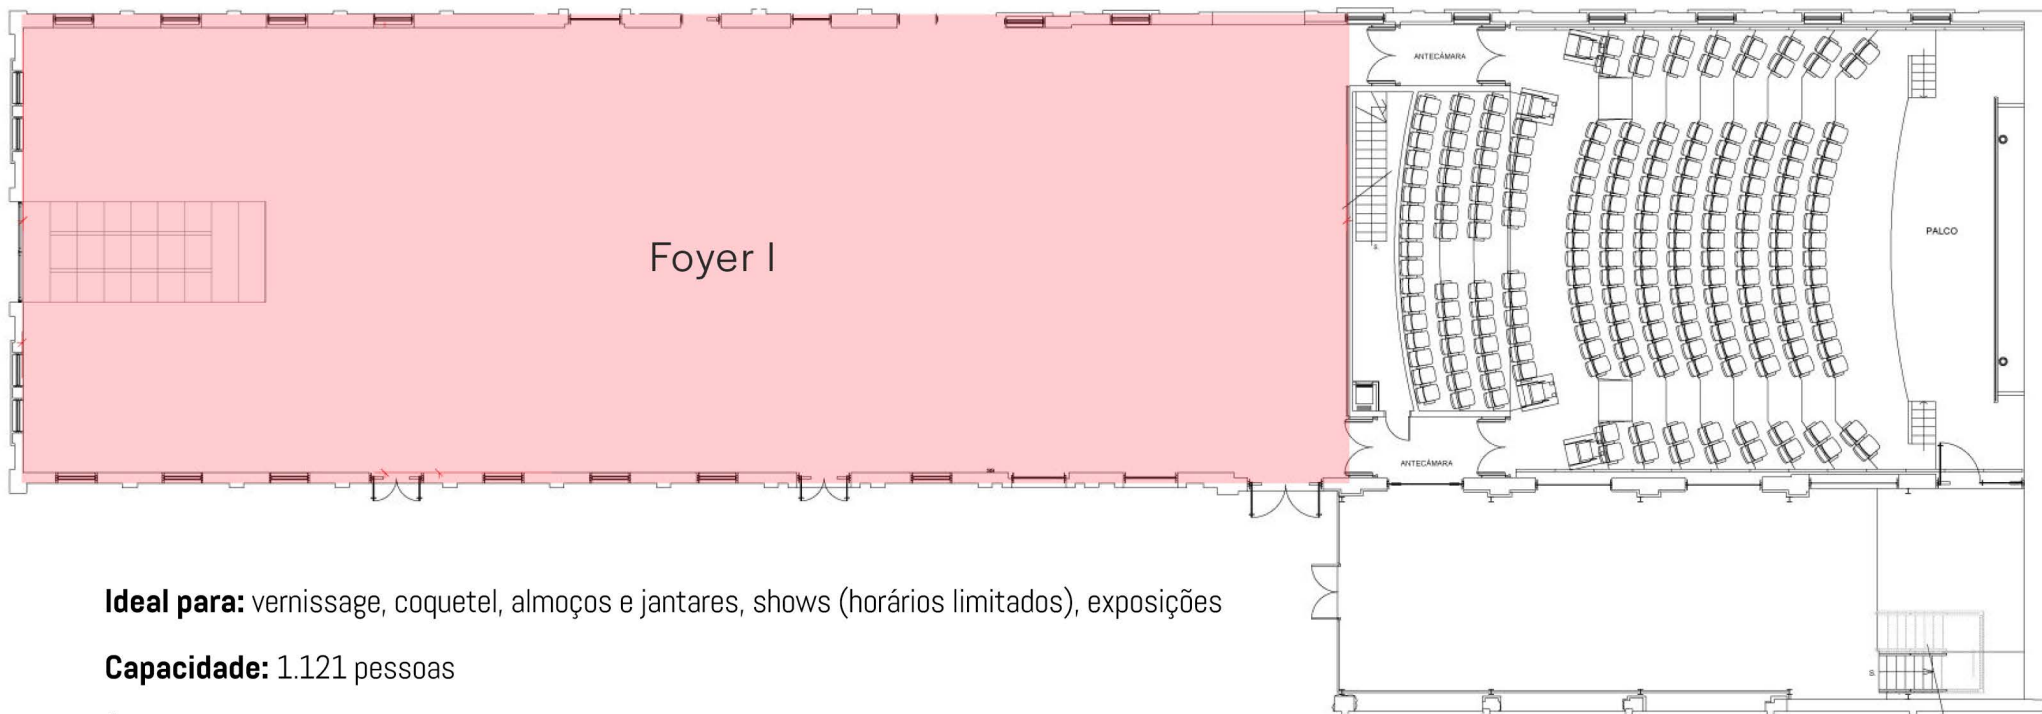 ANTECÂMARA
Foyer I
PALCO
ANTECÂMARA
Ideal para: vernissage, coquetel, almoços e jantares, shows (horários limitados), exposições
Capacidade: 1.121 pessoas